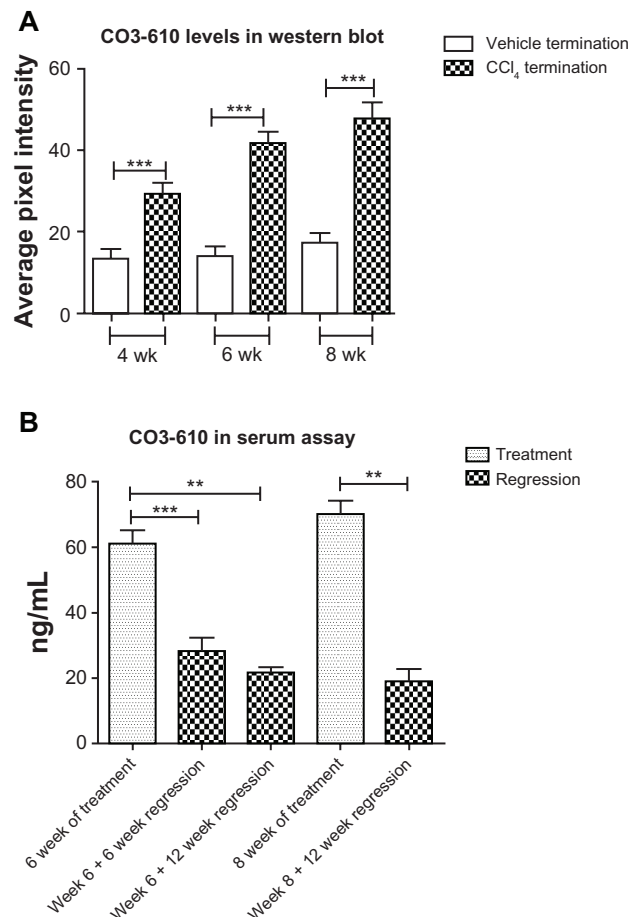 A
CO3-610 levels in western blot
Vehicle termination
CCl₄ termination
Average pixel intensity
60
40
20
0
***
***
***
4 wk
6 wk
8 wk
B
CO3-610 in serum assay
Treatment
Regression
ng/mL
80
60
40
20
0
**
***
**
6 week of treatment
Week 6 + 6 week regression
Week 6 + 12 week regression
8 week of treatment
Week 8 + 12 week regression